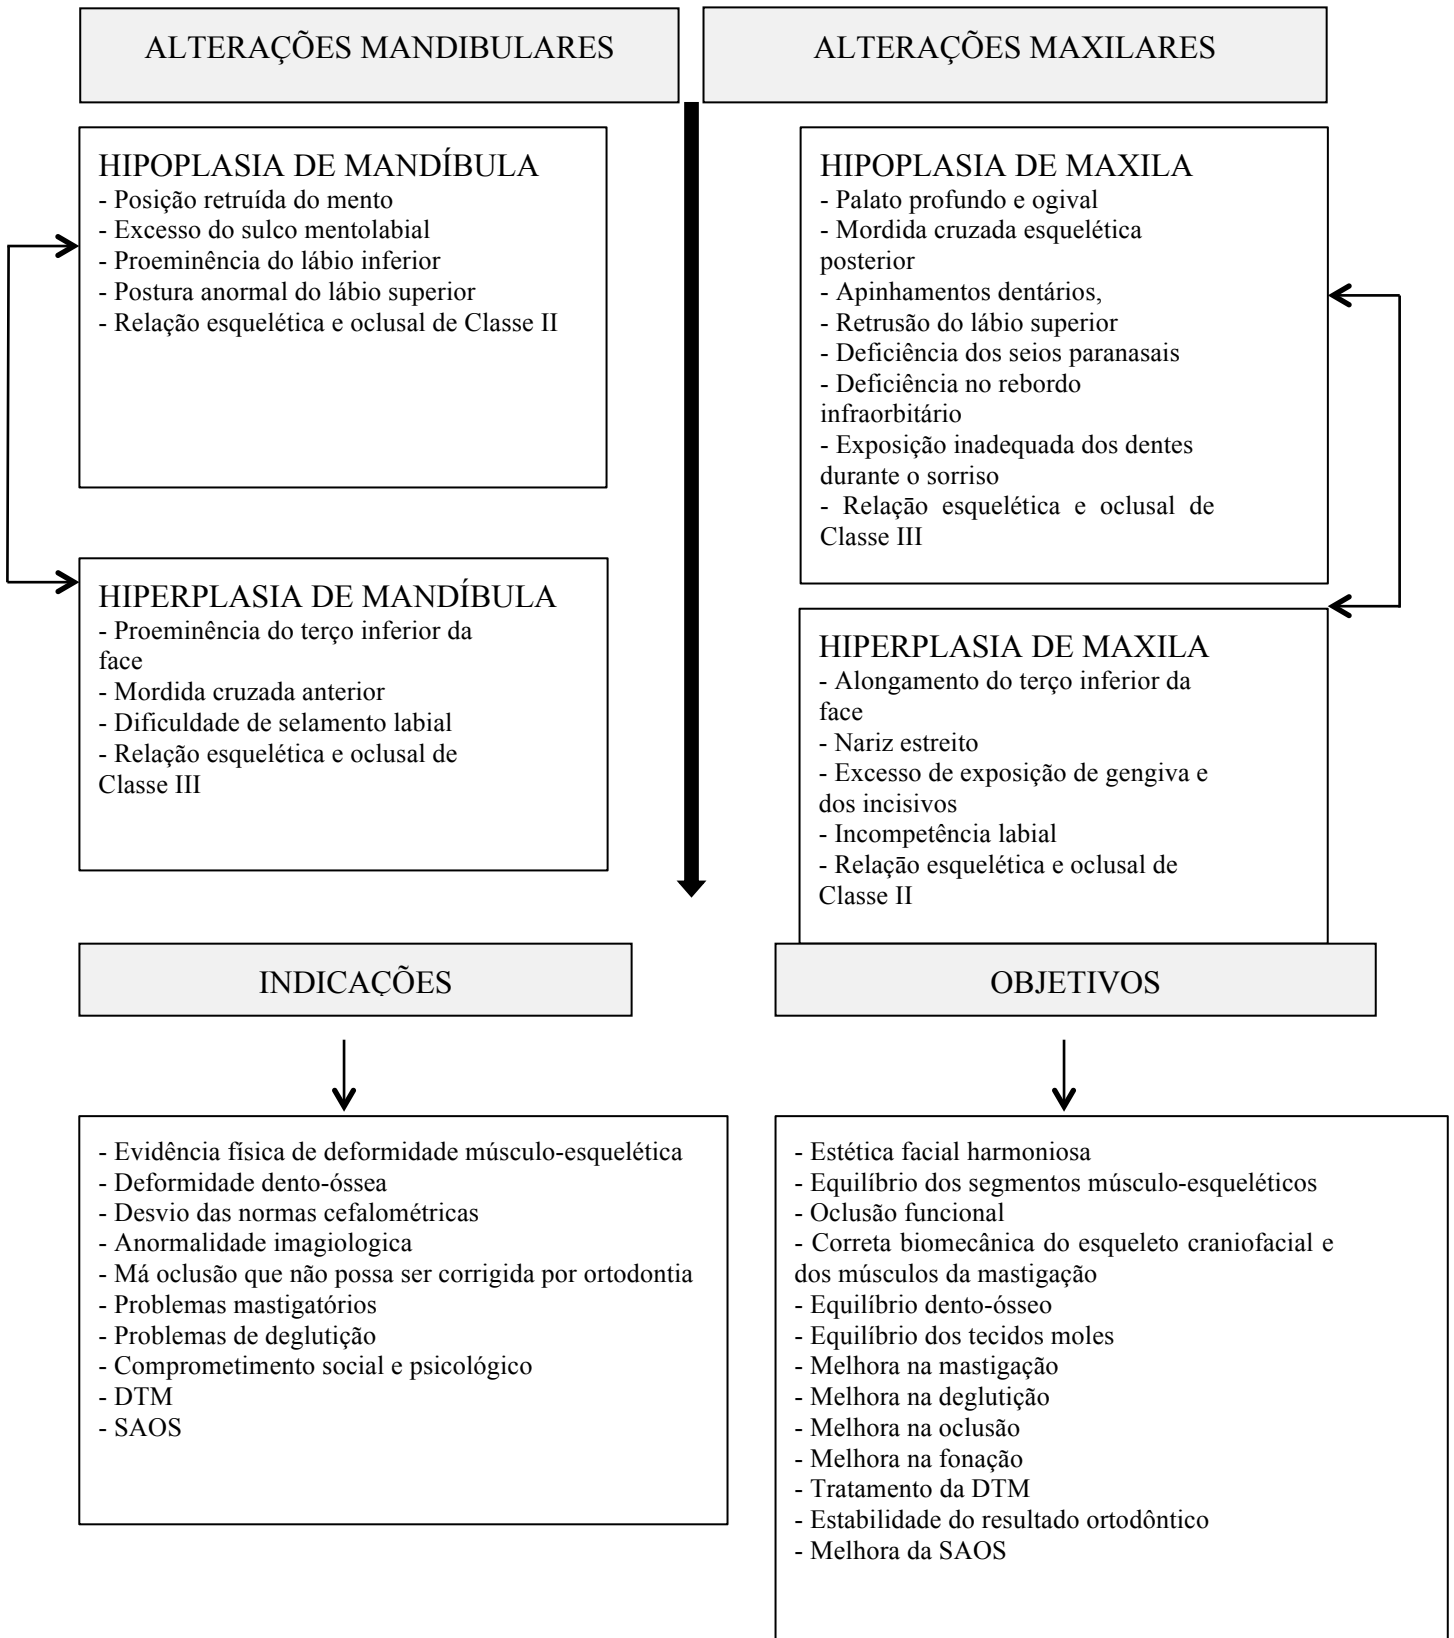 ALTERAÇÕES MANDIBULARES
ALTERAÇÕES MAXILARES
HIPOPLASIA DE MANDÍBULA
- Posição retruída do mento
- Excesso do sulco mentolabial
- Proeminência do lábio inferior
- Postura anormal do lábio superior
- Relação esquelética e oclusal de Classe II
HIPOPLASIA DE MAXILA
- Palato profundo e ogival
- Mordida cruzada esquelética
posterior
- Apinhamentos dentários,
- Retrusão do lábio superior
- Deficiência dos seios paranasais
- Deficiência no rebordo
infraorbitário
- Exposição inadequada dos dentes
durante o sorriso
- Relação esquelética e oclusal de
Classe III
HIPERPLASIA DE MANDÍBULA
- Proeminência do terço inferior da
face
- Mordida cruzada anterior
- Dificuldade de selamento labial
- Relação esquelética e oclusal de
Classe III
HIPERPLASIA DE MAXILA
- Alongamento do terço inferior da
face
- Nariz estreito
- Excesso de exposição de gengiva e
dos incisivos
- Incompetência labial
- Relação esquelética e oclusal de
Classe II
INDICAÇÕES
OBJETIVOS
- Evidência física de deformidade músculo-esquelética
- Deformidade dento-óssea
- Desvio das normas cefalométricas
- Anormalidade imagiologica
- Má oclusão que não possa ser corrigida por ortodontia
- Problemas mastigatórios
- Problemas de deglutição
- Comprometimento social e psicológico
- DTM
- SAOS
- Estética facial harmoniosa
- Equilíbrio dos segmentos músculo-esqueléticos
- Oclusão funcional
- Correta biomecânica do esqueleto craniofacial e
dos músculos da mastigação
- Equilíbrio dento-ósseo
- Equilíbrio dos tecidos moles
- Melhora na mastigação
- Melhora na deglutição
- Melhora na oclusão
- Melhora na fonação
- Tratamento da DTM
- Estabilidade do resultado ortodôntico
- Melhora da SAOS